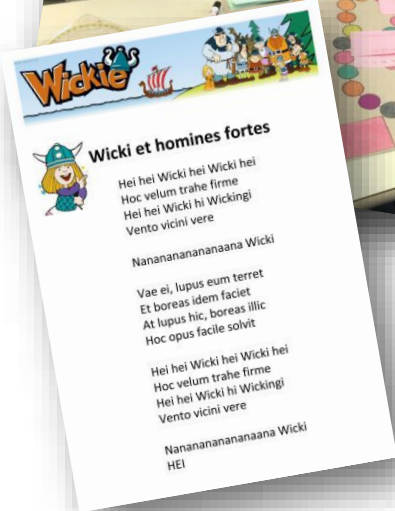 Wickie
Wicki et homines fortes
Hei hei Wicki hei Wicki hei
Hoc velum trahe firme
Hei hei Wicki hi Wickingi
Vento vicini vere
Nanananananaana Wicki
Vae ei, lupus eum terret
Et boreas idem faciet
At lupus hic, boreas illic
Hoc opus facile solvit
Hei hei Wicki hei Wicki hei
Hoc velum trahe firme
Hei hei Wicki hi Wickingi
Vento vicini vere
Nanananananaana Wicki
HEI